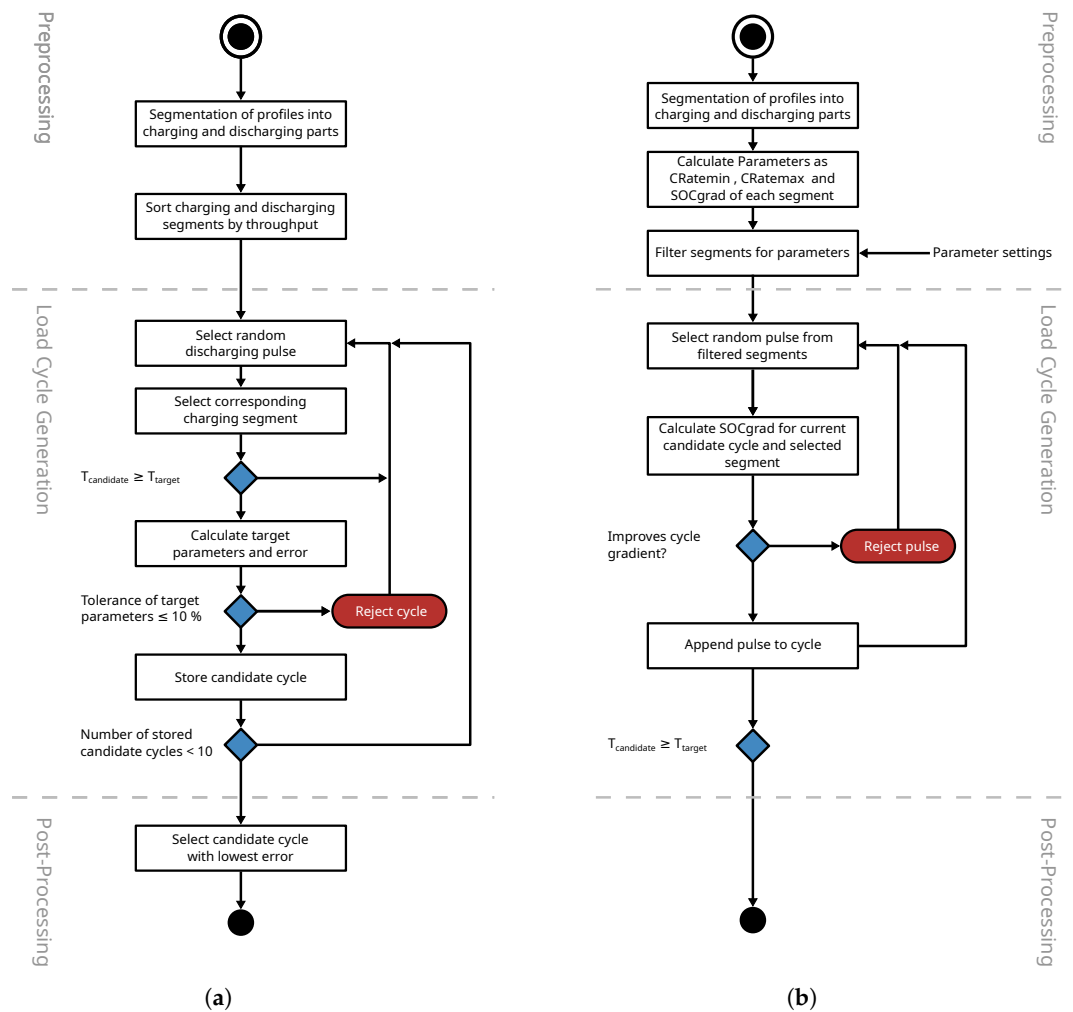 Preprocessing
Segmentation of profiles into
charging and discharging parts
Sort charging and discharging
segments by throughput
Load Cycle Generation
Select random
discharging pulse
Select corresponding
charging segment
Tcandidate ≥ Ttarget
Calculate target
parameters and error
Tolerance of target
parameters ≤ 10 %
Reject cycle
Store candidate cycle
Number of stored
candidate cycles < 10
Post-Processing
Select candidate cycle
with lowest error
(a)
Preprocessing
Segmentation of profiles into
charging and discharging parts
Calculate Parameters as
CRatemin , CRatemax and
SOCgrad of each segment
Filter segments for parameters
Parameter settings
Load Cycle Generation
Select random pulse from
filtered segments
Calculate SOCgrad for current
candidate cycle and selected
segment
Improves cycle
gradient?
Reject pulse
Append pulse to cycle
Tcandidate ≥ Ttarget
Post-Processing
(b)